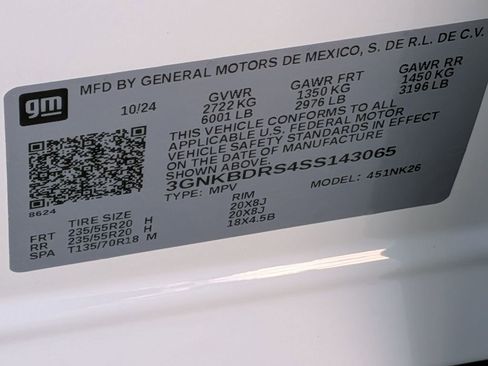 MFD BY GENERAL MOTORS DE MEXICO, S. DE R.L. DE C.V.
gm
10/24 GVWR GAWR FRT GAWR RR
2722 KG 1350 KG 1450 KG
6001 LB 2976 LB 3196 LB
THIS VEHICLE CONFORMS TO ALL
APPLICABLE U.S. FEDERAL MOTOR
VEHICLE SAFETY STANDARDS IN EFFECT
ON THE DATE OF MANUFACTURE
SHOWN ABOVE.
3GNKBDRS4SS143065
TYPE: MPV MODEL: 451NK26
8624
TIRE SIZE RIM
FRT 235/55R20 H 20X8J
RR 235/55R20 H 20X8J
SPA T135/70R18 M 18X4.5B